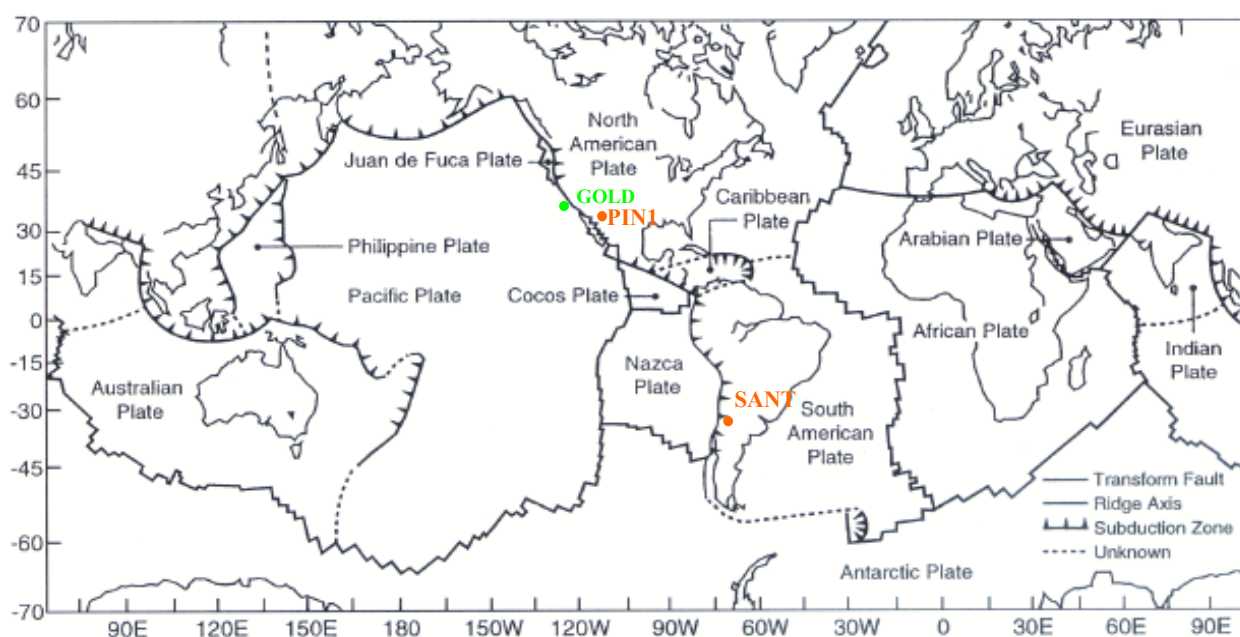 70
60
45
30
15
0
-15
-30
-45
-60
-70
North
American
Plate
Juan de Fuca Plate
Eurasian
Plate
GOLD
PIN1
Caribbean
Plate
Philippine Plate
Arabian Plate
Pacific Plate
Cocos Plate
African Plate
Indian
Plate
Nazca
Plate
Australian
Plate
SANT
South
American
Plate
Transform Fault
Ridge Axis
Subduction Zone
Unknown
Antarctic Plate
90E 120E 150E 180 150W 120W 90W 60W 30W 0 30E 60E 90E